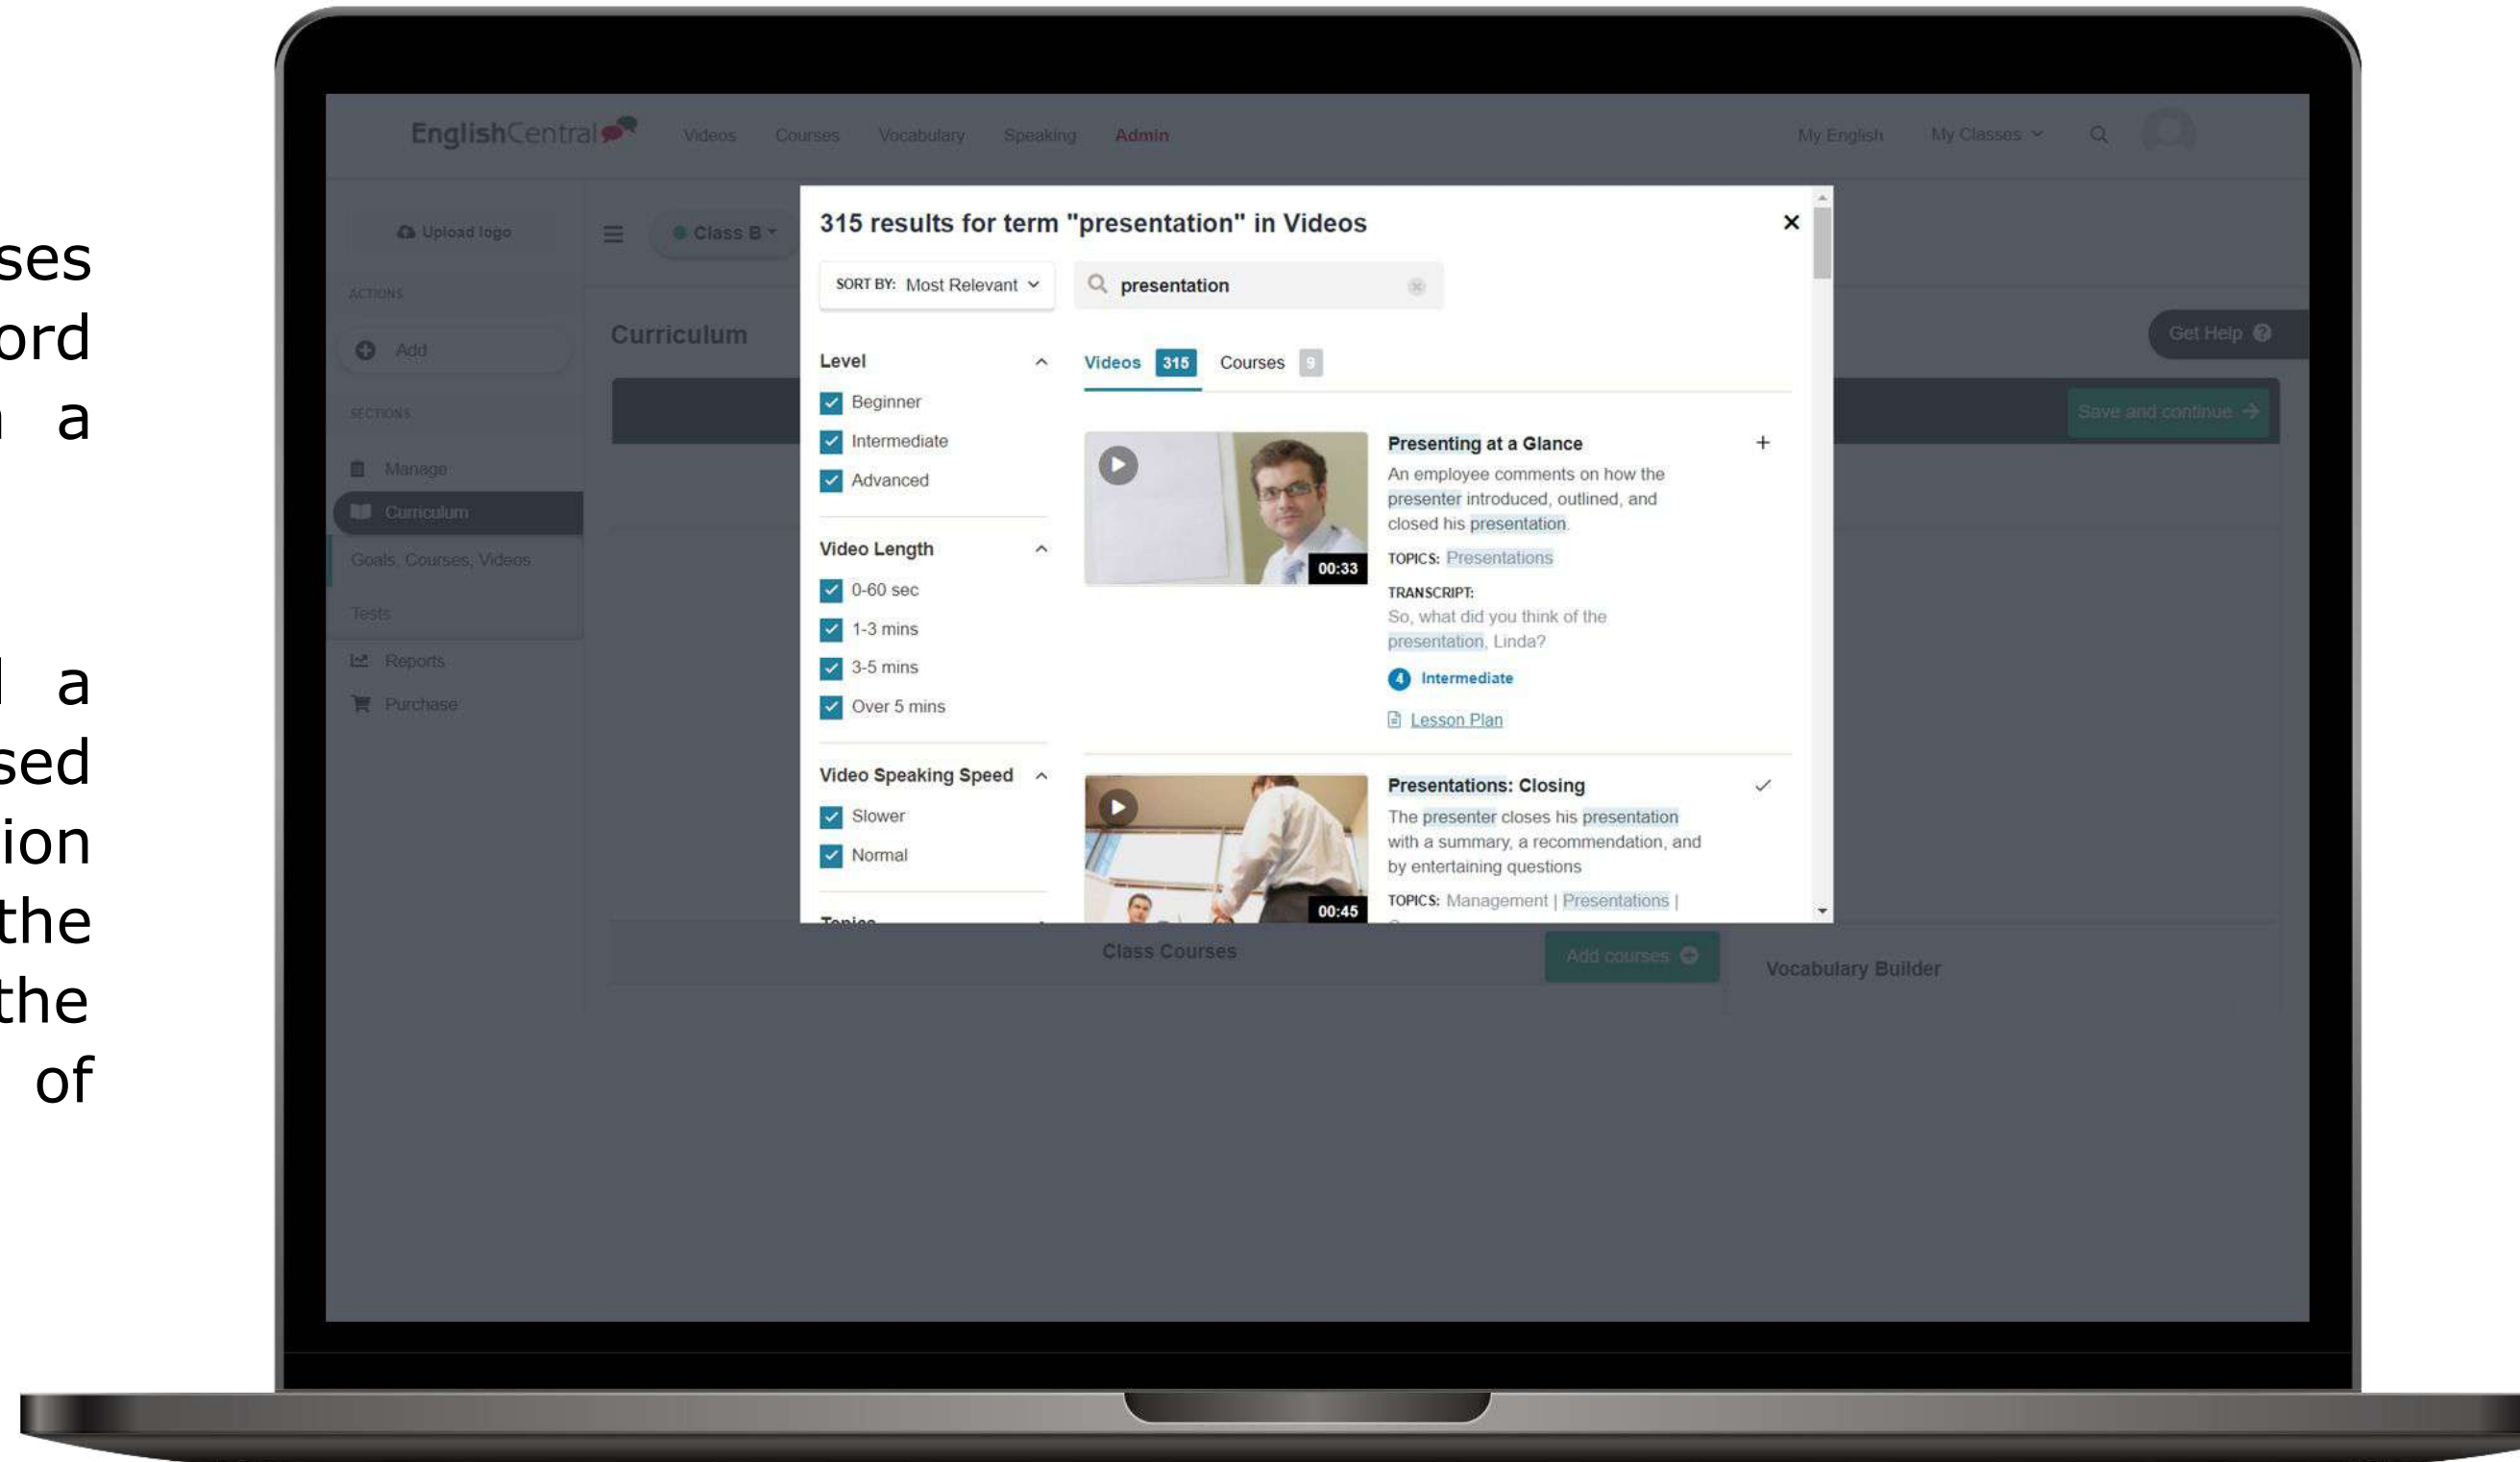 ses
ord
a
a
sed
ion
the
the
of
EnglishCentral Videos Courses Vocabulary Speaking Admin My English My Classes
Upload logo
Class B
ACTIONS
Add
SECTIONS
Manage
Curriculum
Goals, Courses, Videos
Tests
Reports
Purchase
Curriculum
Get Help
Save and continue
315 results for term "presentation" in Videos
SORT BY: Most Relevant
presentation
Level
Beginner
Intermediate
Advanced
Video Length
0-60 sec
1-3 mins
3-5 mins
Over 5 mins
Video Speaking Speed
Slower
Normal
Topics
Videos 315 Courses 9
00:33
Presenting at a Glance
An employee comments on how the
presenter introduced, outlined, and
closed his presentation.
TOPICS: Presentations
TRANSCRIPT:
So, what did you think of the
presentation, Linda?
4 Intermediate
Lesson Plan
00:45
Presentations: Closing
The presenter closes his presentation
with a summary, a recommendation, and
by entertaining questions
TOPICS: Management | Presentations |
Class Courses
Add courses
Vocabulary Builder